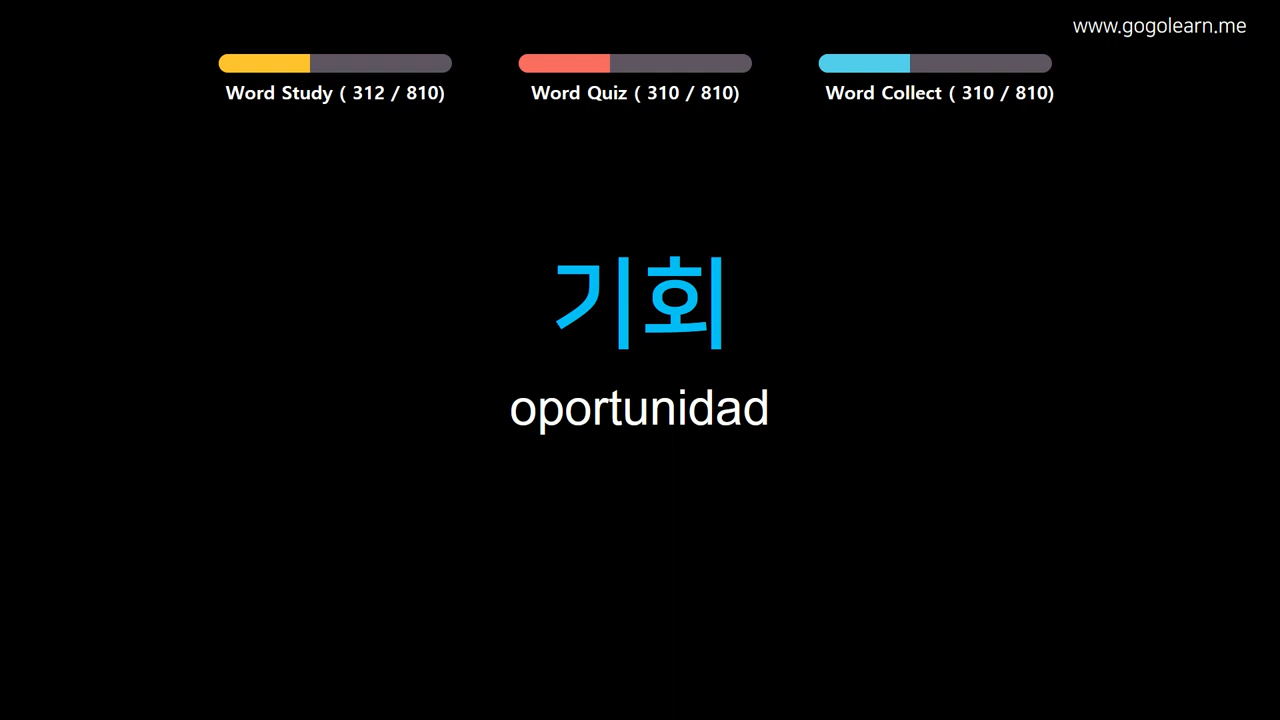 www.gogolearn.me
Word Study ( 312 / 810)
Word Quiz ( 310 / 810)
Word Collect ( 310 / 810)
기회
oportunidad